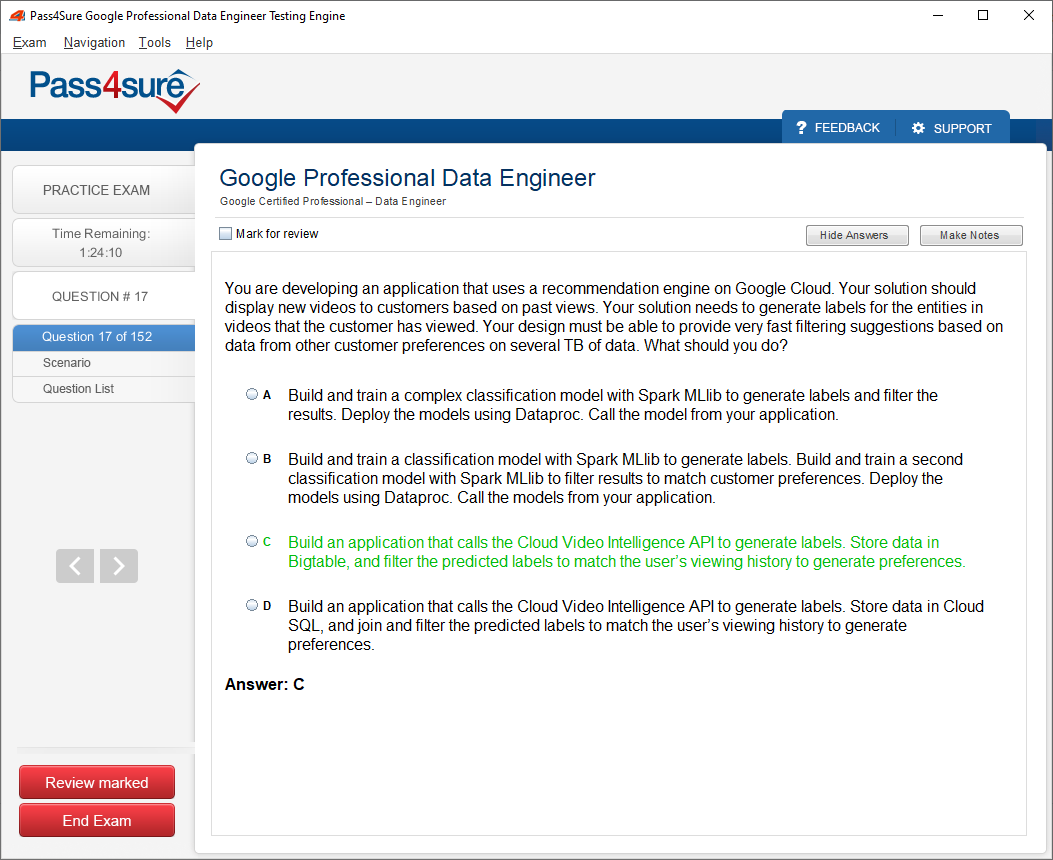 Pass4Sure Google Professional Data Engineer Testing Engine
Exam Navigation Tools Help
Pass4sure
? FEEDBACK SUPPORT
PRACTICE EXAM
Time Remaining:
1:24:10
QUESTION # 17
Question 17 of 152
Scenario
Question List
Review marked
End Exam
Google Professional Data Engineer
Google Certified Professional – Data Engineer
Mark for review
Hide Answers Make Notes
You are developing an application that uses a recommendation engine on Google Cloud. Your solution should
display new videos to customers based on past views. Your solution needs to generate labels for the entities in
videos that the customer has viewed. Your design must be able to provide very fast filtering suggestions based on
data from other customer preferences on several TB of data. What should you do?
A Build and train a complex classification model with Spark MLlib to generate labels and filter the
results. Deploy the models using Dataproc. Call the model from your application.
B Build and train a classification model with Spark MLlib to generate labels. Build and train a second
classification model with Spark MLlib to filter results to match customer preferences. Deploy the
models using Dataproc. Call the models from your application.
C Build an application that calls the Cloud Video Intelligence API to generate labels. Store data in
Bigtable, and filter the predicted labels to match the user’s viewing history to generate preferences.
D Build an application that calls the Cloud Video Intelligence API to generate labels. Store data in Cloud
SQL, and join and filter the predicted labels to match the user’s viewing history to generate
preferences.
Answer: C